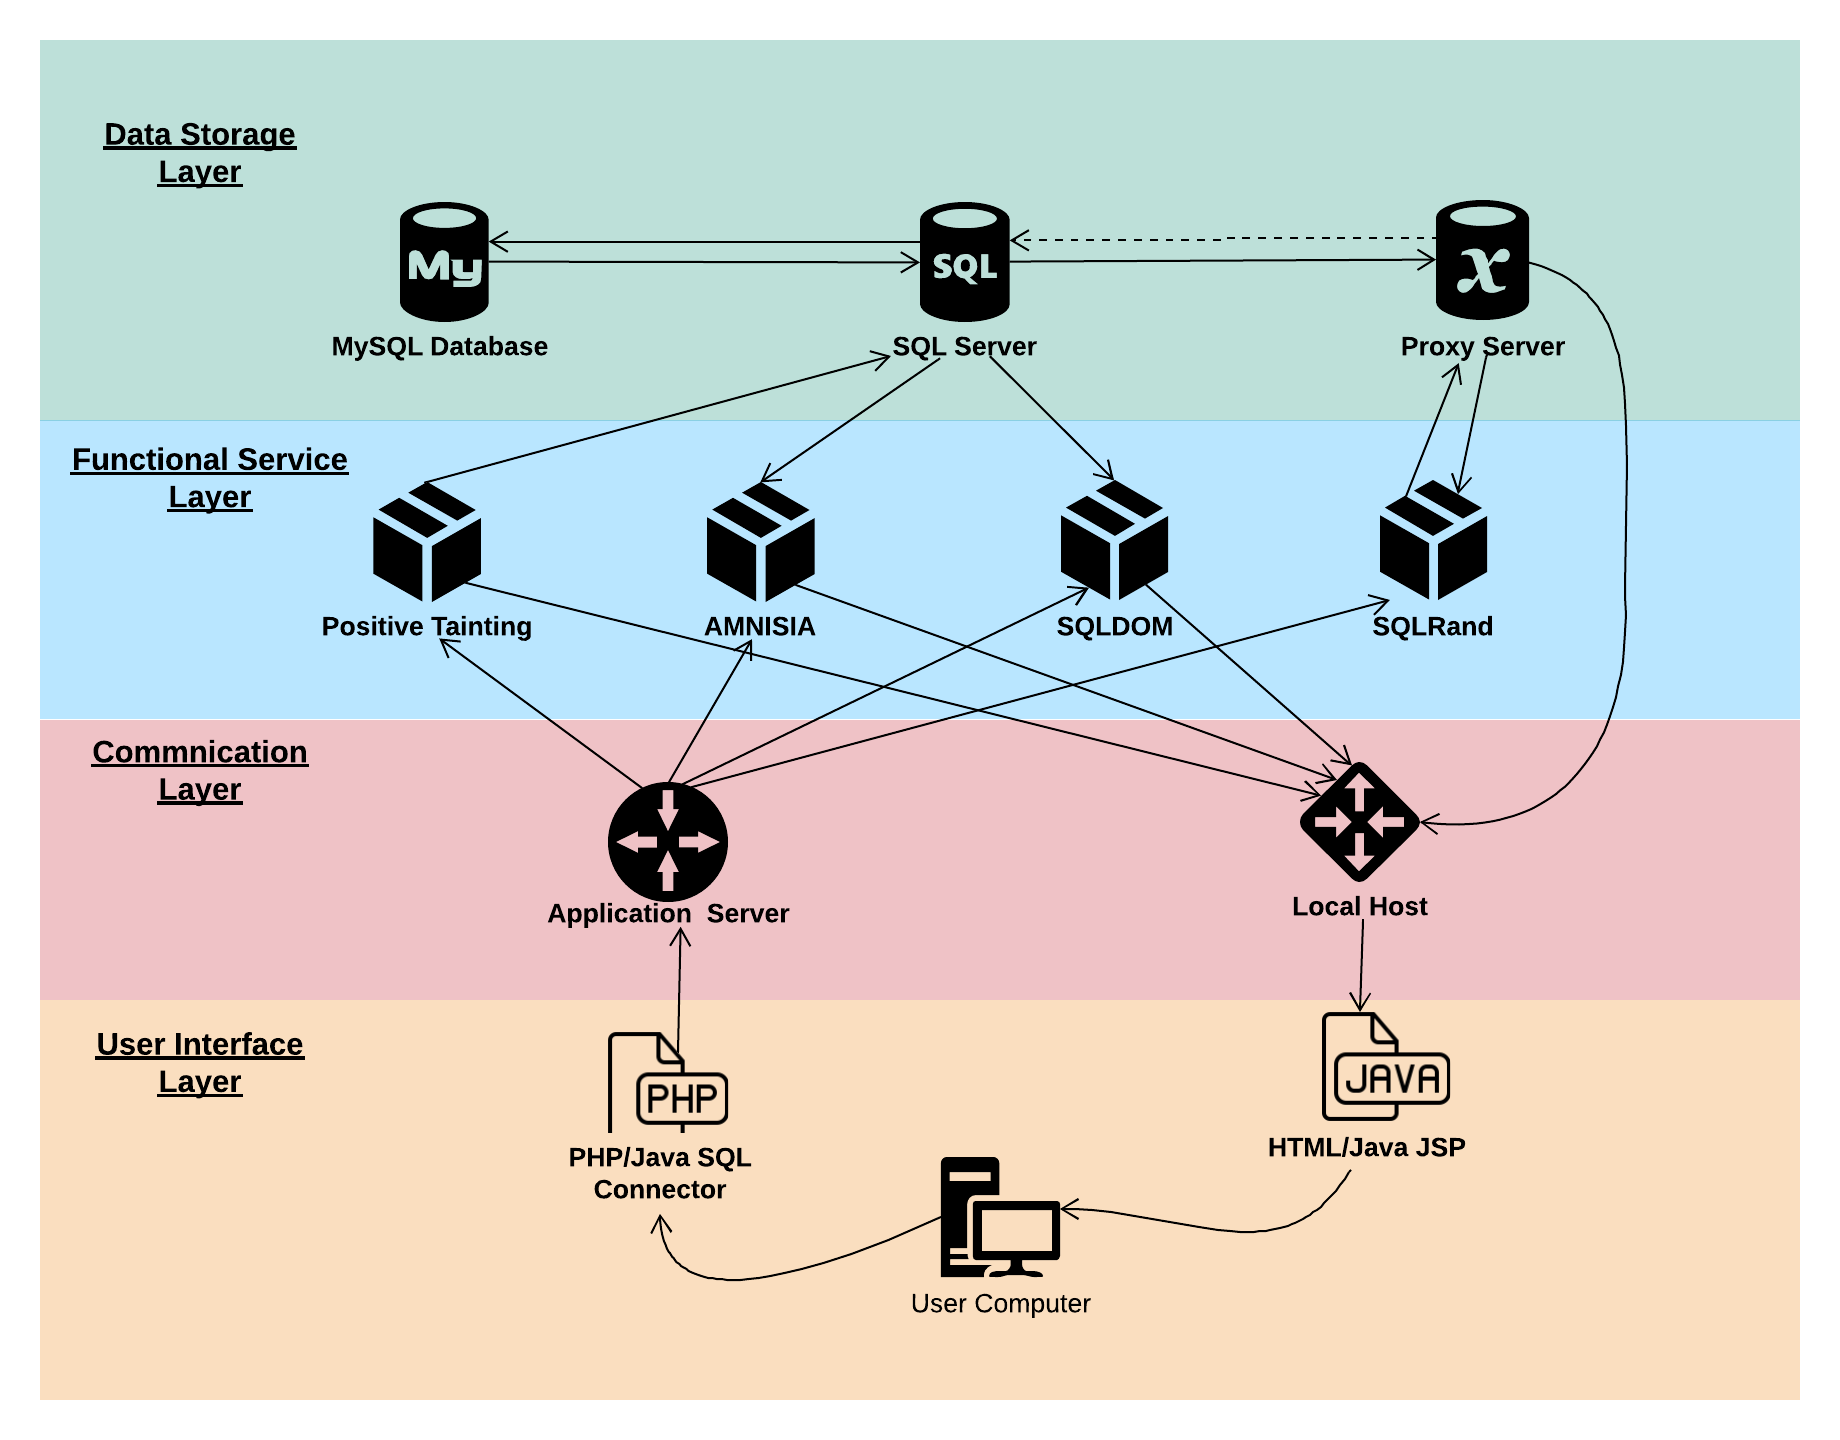 Data Storage
Layer
My
SQL
x
MySQL Database
SQL Server
Proxy Server
Functional Service
Layer
Positive Tainting
AMNISIA
SQLDOM
SQLRand
Commnication
Layer
Application  Server
Local Host
User Interface
Layer
PHP
JAVA
PHP/Java SQL
Connector
HTML/Java JSP
User Computer